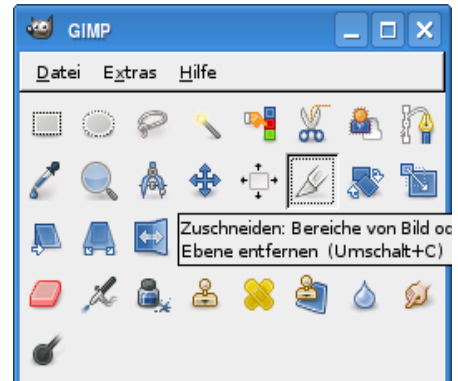 GIMP
Datei Extras Hilfe
Zuschneiden: Bereiche von Bild od
Ebene entfernen (Umschalt+C)